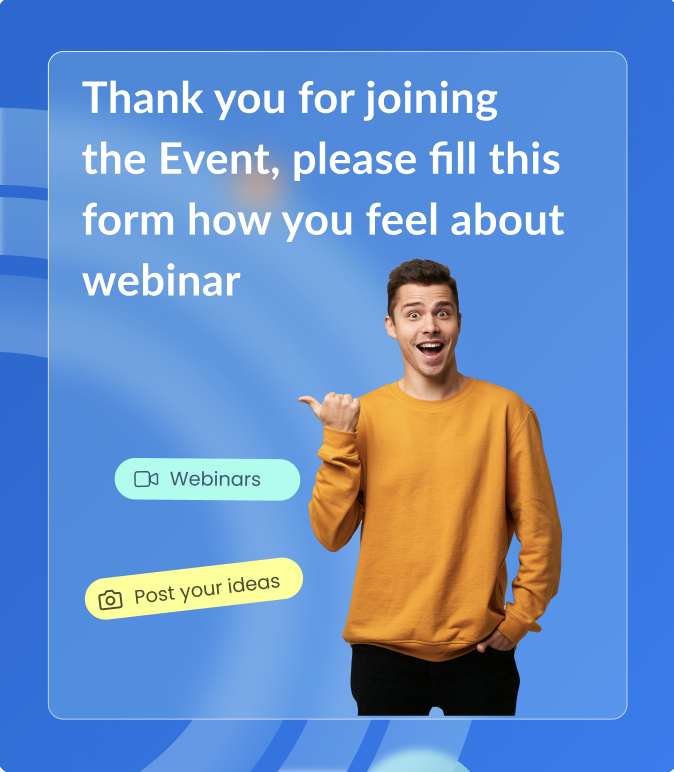 Thank you for joining
the Event, please fill this
form how you feel about
webinar
Webinars
Post your ideas